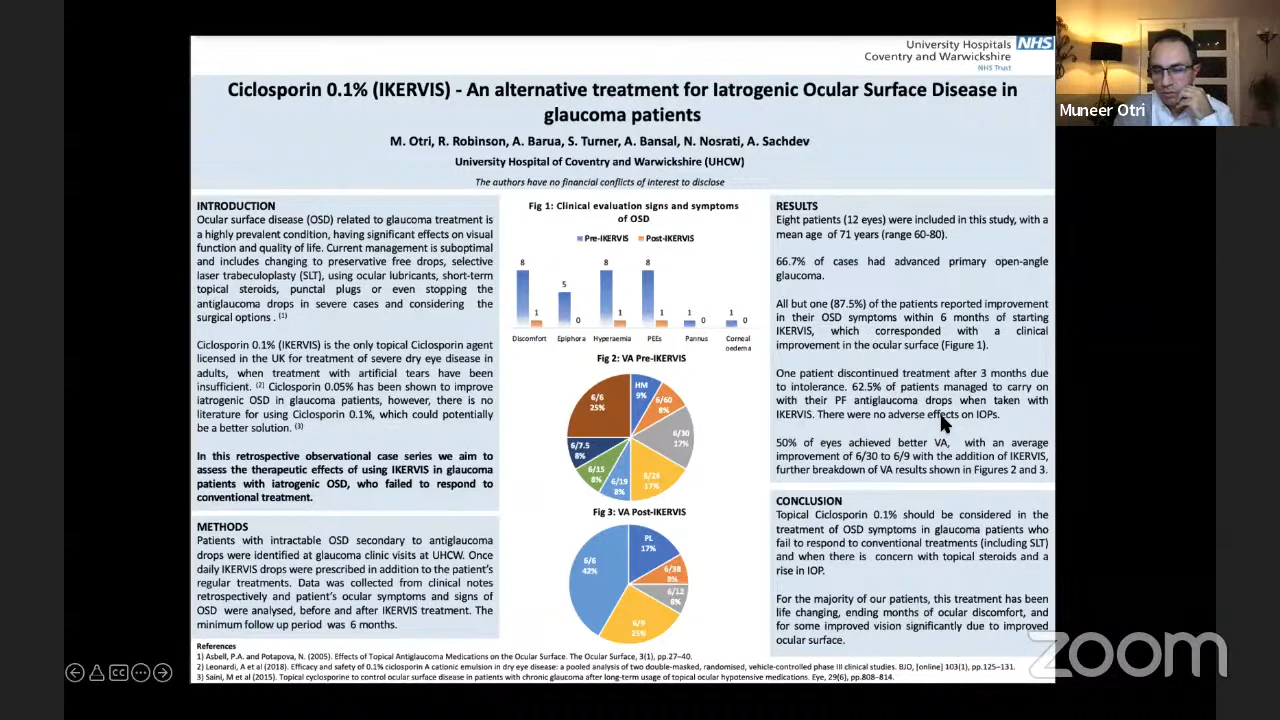 University Hospitals NHS
Coventry and Warwickshire
NHS Trust
Ciclosporin 0.1% (IKERVIS) - An alternative treatment for Iatrogenic Ocular Surface Disease in
glaucoma patients
M. Otri, R. Robinson, A. Barua, S. Turner, A. Bansal, N. Nosrati, A. Sachdev
University Hospital of Coventry and Warwickshire (UHCW)
The authors have no financial conflicts of interest to disclose
Muneer Otri
INTRODUCTION
Ocular surface disease (OSD) related to glaucoma treatment is
a highly prevalent condition, having significant effects on visual
function and quality of life. Current management is suboptimal
and includes changing to preservative free drops, selective
laser trabeculoplasty (SLT), using ocular lubricants, short-term
topical steroids, punctal plugs or even stopping the
antiglaucoma drops in severe cases and considering the
surgical options . (1)
Ciclosporin 0.1% (IKERVIS) is the only topical Ciclosporin agent
licensed in the UK for treatment of severe dry eye disease in
adults, when treatment with artificial tears have been
insufficient. (2) Ciclosporin 0.05% has been shown to improve
iatrogenic OSD in glaucoma patients, however, there is no
literature for using Ciclosporin 0.1%, which could potentially
be a better solution. (3)
In this retrospective observational case series we aim to
assess the therapeutic effects of using IKERVIS in glaucoma
patients with iatrogenic OSD, who failed to respond to
conventional treatment.
METHODS
Patients with intractable OSD secondary to antiglaucoma
drops were identified at glaucoma clinic visits at UHCW. Once
daily IKERVIS drops were prescribed in addition to the patient's
regular treatments. Data was collected from clinical notes
retrospectively and patient's ocular symptoms and signs of
OSD were analysed, before and after IKERVIS treatment. The
minimum follow up period was 6 months.
Fig 1: Clinical evaluation signs and symptoms
of OSD
Pre-IKERVIS Post-IKERVIS
8 1 5 0 8 1 8 1 1 0 1 0
Discomfort Epiphora Hyperaemia PEEs Pannus Corneal
oedema
Fig 2: VA Pre-IKERVIS
HM
9%
6/60
8%
6/30
17%
6/24
17%
6/19
8%
6/15
8%
6/7.5
8%
6/6
25%
Fig 3: VA Post-IKERVIS
PL
17%
6/38
8%
6/12
8%
6/9
25%
6/6
42%
RESULTS
Eight patients (12 eyes) were included in this study, with a
mean age of 71 years (range 60-80).
66.7% of cases had advanced primary open-angle
glaucoma.
All but one (87.5%) of the patients reported improvement
in their OSD symptoms within 6 months of starting
IKERVIS, which corresponded with a clinical
improvement in the ocular surface (Figure 1).
One patient discontinued treatment after 3 months due
to intolerance. 62.5% of patients managed to carry on
with their PF antiglaucoma drops when taken with
IKERVIS. There were no adverse effects on IOPs.
50% of eyes achieved better VA, with an average
improvement of 6/30 to 6/9 with the addition of IKERVIS,
further breakdown of VA results shown in Figures 2 and 3.
CONCLUSION
Topical Ciclosporin 0.1% should be considered in the
treatment of OSD symptoms in glaucoma patients who
fail to respond to conventional treatments (including SLT)
and when there is concern with topical steroids and a
rise in IOP.
For the majority of our patients, this treatment has been
life changing, ending months of ocular discomfort, and
for some improved vision significantly due to improved
ocular surface.
References
1) Asbell, P.A. and Potapova, N. (2005). Effects of Topical Antiglaucoma Medications on the Ocular Surface. The Ocular Surface, 3(1), pp.27–40.
2) Leonardi, A et al (2018). Efficacy and safety of 0.1% ciclosporin A cationic emulsion in dry eye disease: a pooled analysis of two double-masked, randomised, vehicle-controlled phase III clinical studies. BJO, [online] 103(1), pp.125–131.
3) Saini, M et al (2015). Topical cyclosporine to control ocular surface disease in patients with chronic glaucoma after long-term usage of topical ocular hypotensive medications. Eye, 29(6), pp.808–814.
CC
zoom